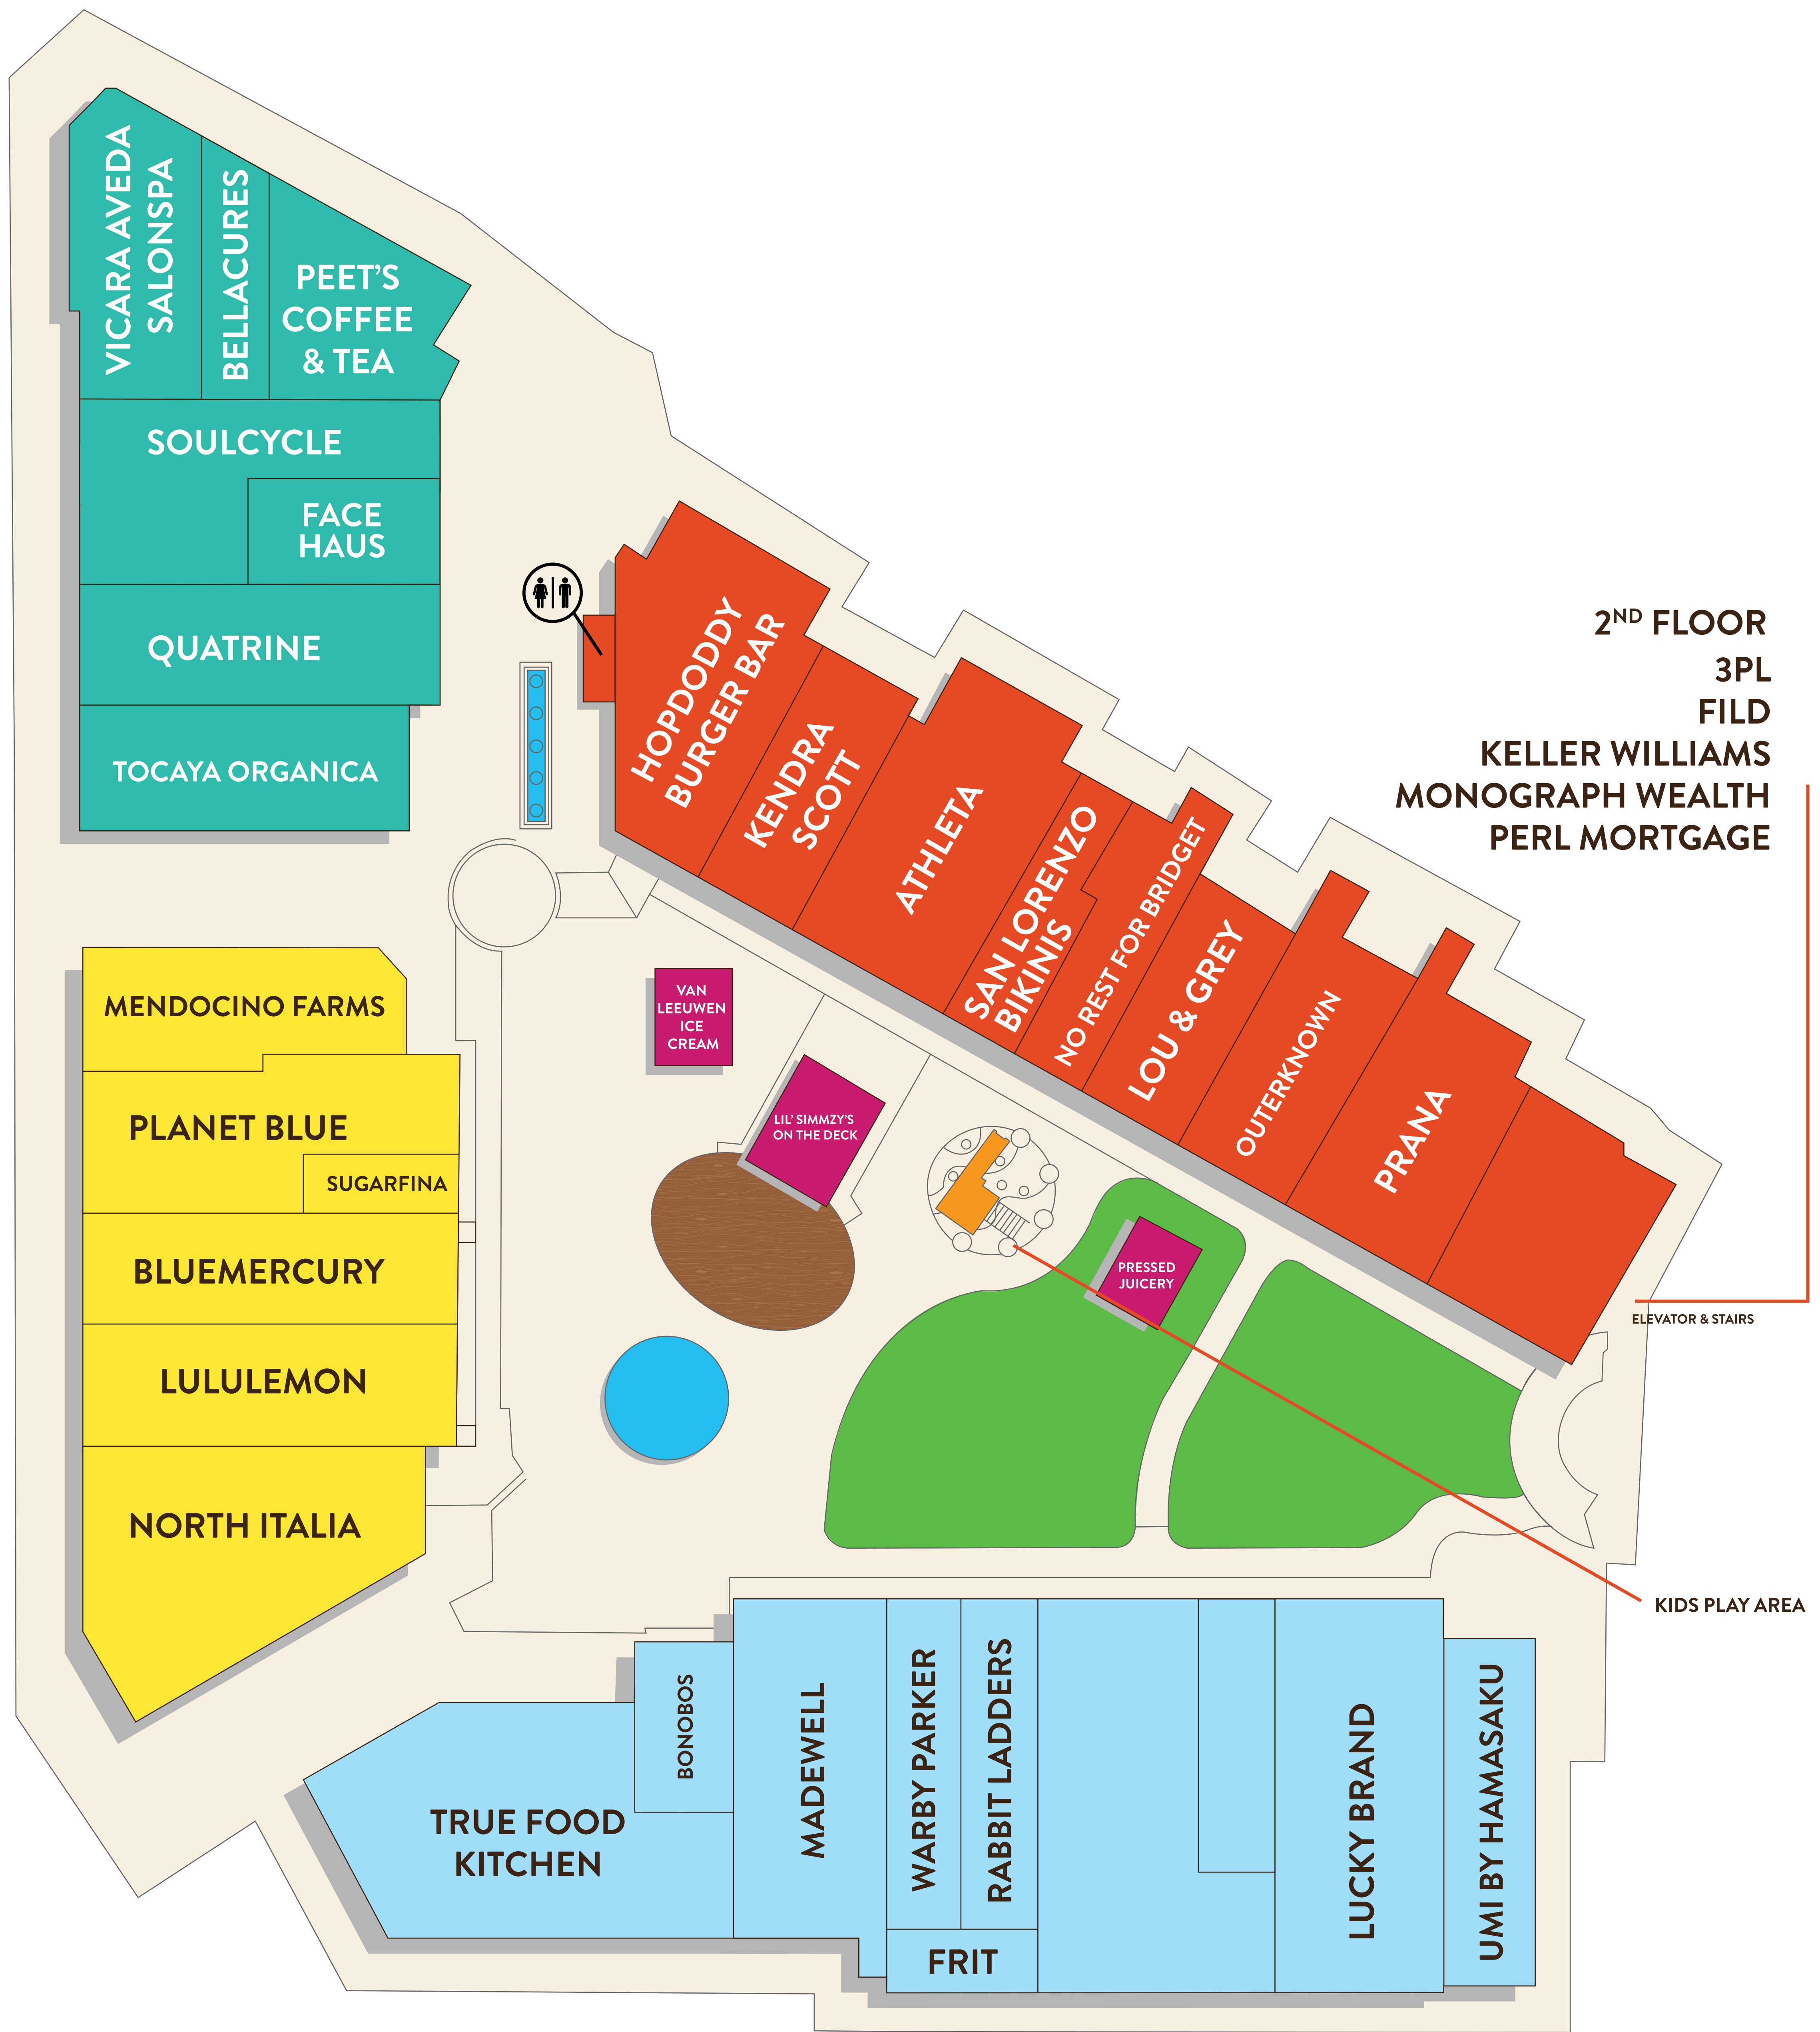 VICARA AVEDA
SALONSPA
BELLACURES
PEET'S
COFFEE
& TEA
SOULCYCLE
FACE
HAUS
QUATRINE
TOCAYA ORGANICA
HOPDODDY
BURGER BAR
KENDRA
SCOTT
ATHLETA
SAN LORENZO
BIKINIS
NO REST FOR BRIDGET
LOU & GREY
OUTERKNOWN
PRANA
2ND FLOOR
3PL
FILD
KELLER WILLIAMS
MONOGRAPH WEALTH
PERL MORTGAGE
ELEVATOR & STAIRS
MENDOCINO FARMS
PLANET BLUE
SUGARFINA
BLUEMERCURY
LULULEMON
NORTH ITALIA
VAN
LEEUWEN
ICE
CREAM
LIL' SIMMZY'S
ON THE DECK
PRESSED
JUICERY
KIDS PLAY AREA
TRUE FOOD
KITCHEN
BONOBOS
MADEWELL
WARBY PARKER
RABBIT LADDERS
FRIT
LUCKY BRAND
UMI BY HAMASAKU